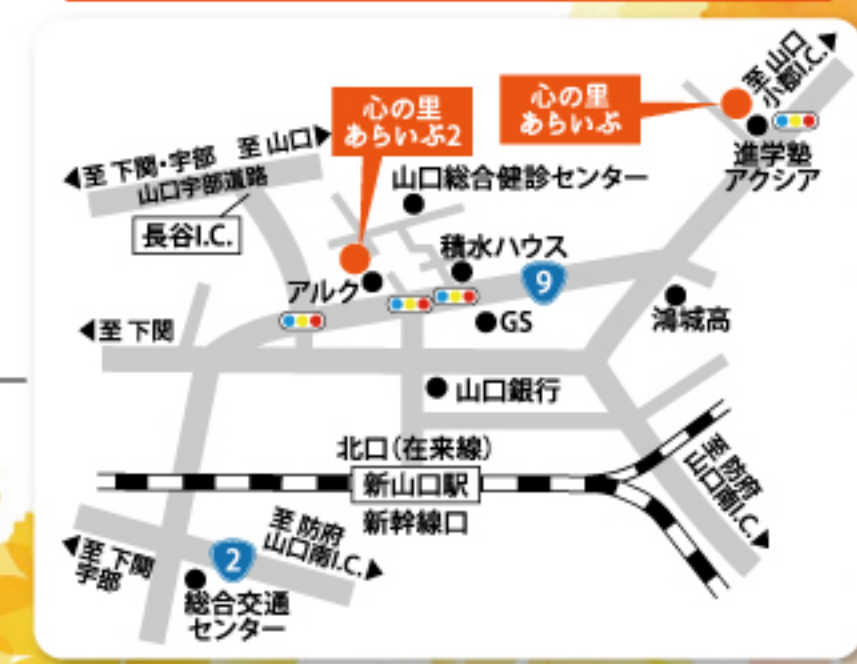 至 山口
小郡I.C.▶
心の里
あらいぶ
心の里
あらいぶ2
進学塾
アクシア
◀至 下関・宇部 至 山口▶
山口宇部道路
長谷I.C.
山口総合健診センター
積水ハウス
アルク
9
GS
鴻城高
◀至 下関
山口銀行
北口（在来線）
新山口駅
新幹線口
至 防府
山口南I.C.▶
至 防府
山口南I.C.▶
◀至 下関
宇部
2
総合交通
センター